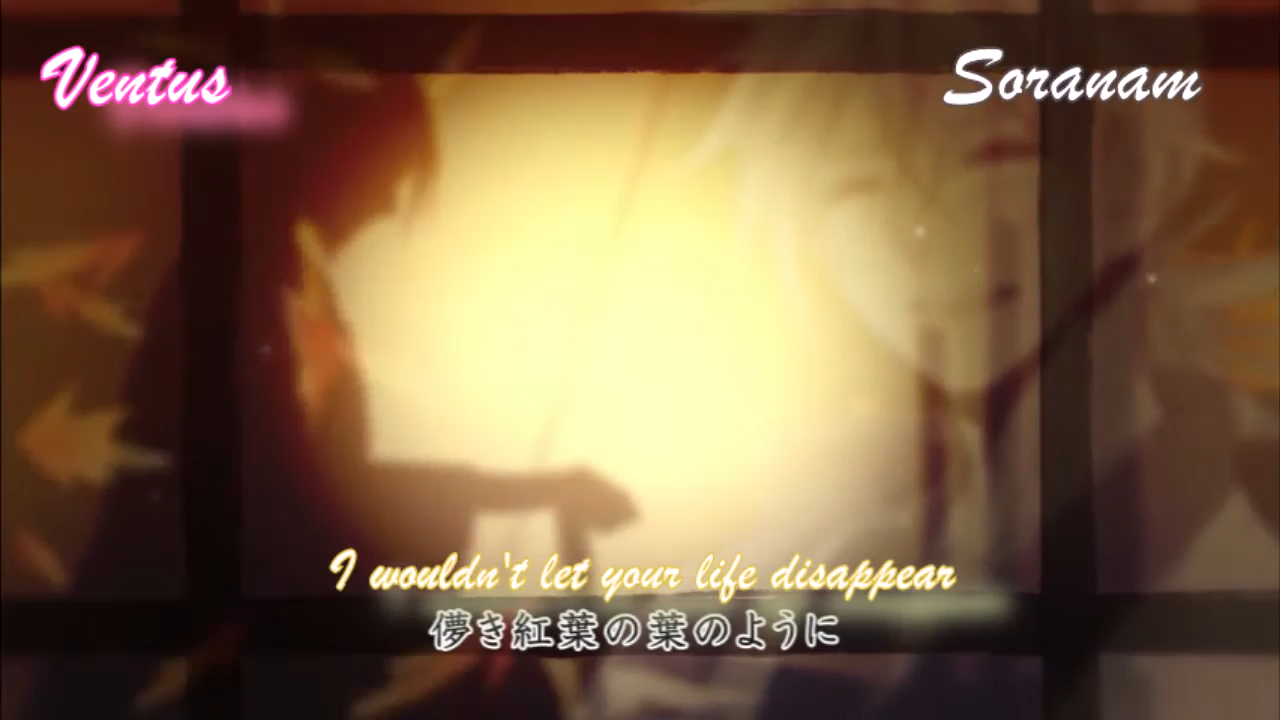 Ventus
Soranam
I wouldn't let your life disappear
儚き紅葉の葉のように